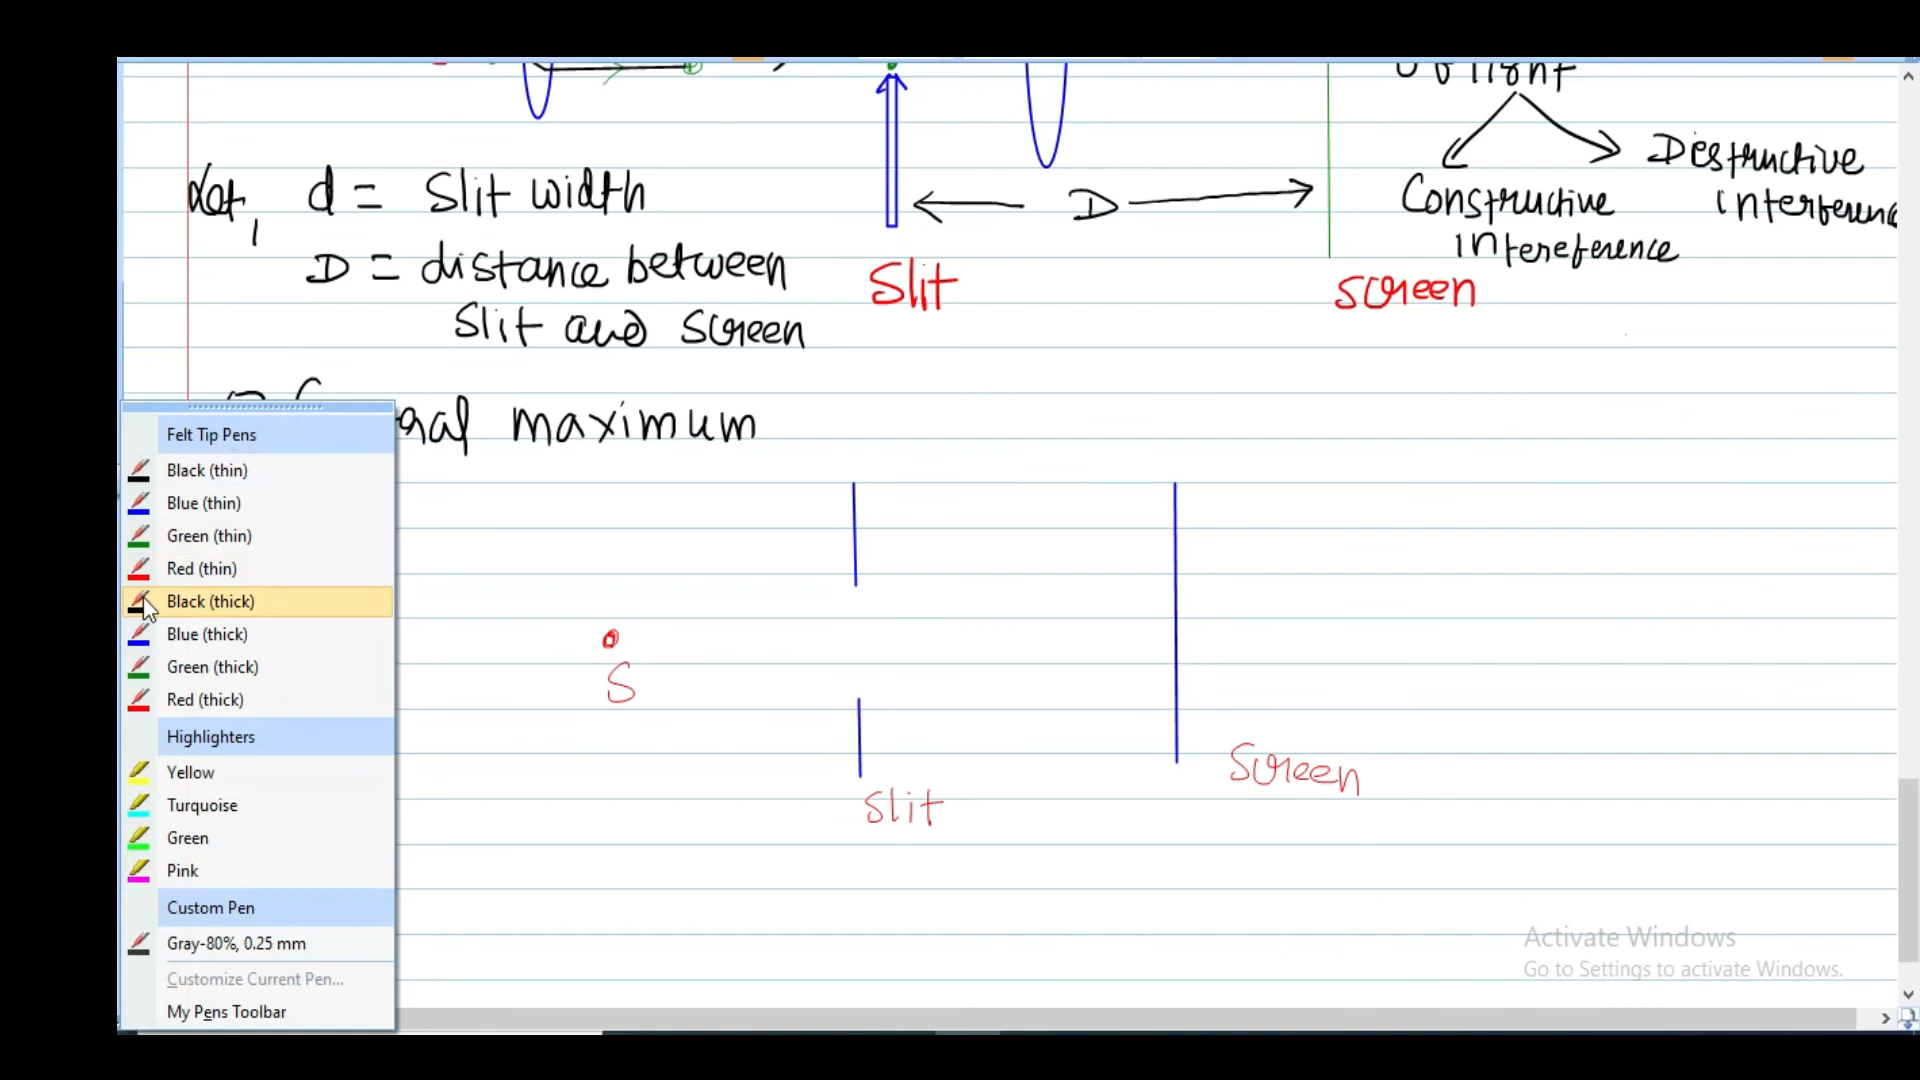 of light
Destructive
Constructive
intereference
Let, d = Slit width
D
D = distance between
Slit
Screen
Slit and screen
maximum
Felt Tip Pens
Black (thin)
Blue (thin)
Green (thin)
Red (thin)
Black (thick)
Blue (thick)
Green (thick)
Red (thick)
Highlighters
Yellow
Turquoise
Green
Pink
Custom Pen
Gray-80%, 0.25 mm
Customize Current Pen...
My Pens Toolbar
S
Slit
Screen
Activate Windows
Go to Settings to activate Windows.